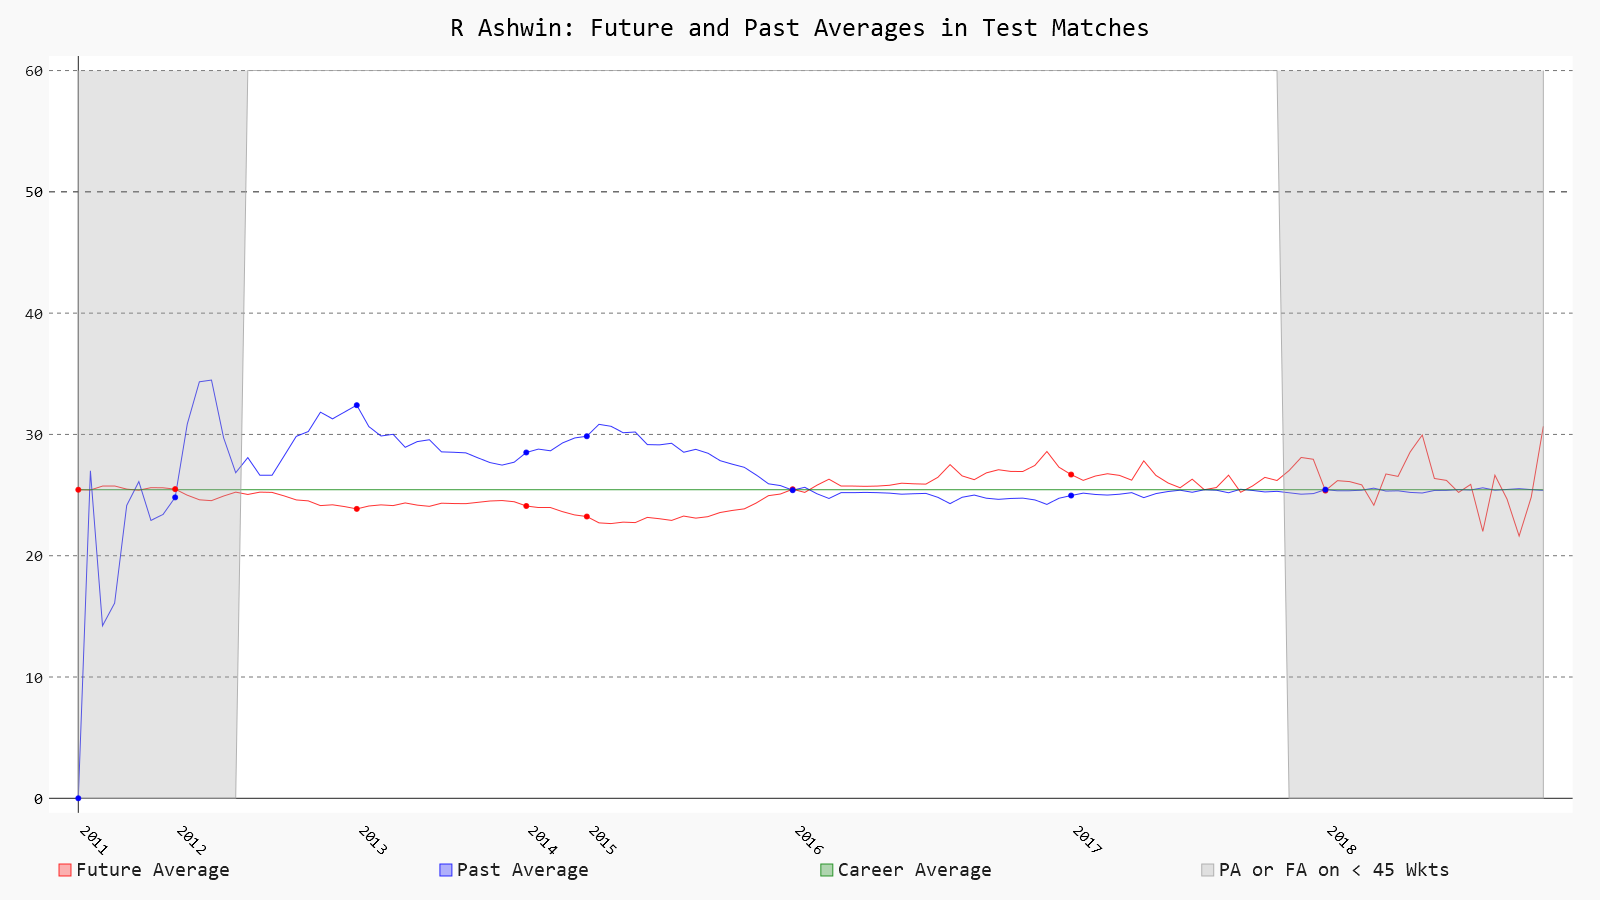 R Ashwin: Future and Past Averages in Test Matches
60
50
40
30
20
10
0
2011 2012 2013 2014 2015 2016 2017 2018
Future Average Past Average Career Average PA or FA on < 45 Wkts